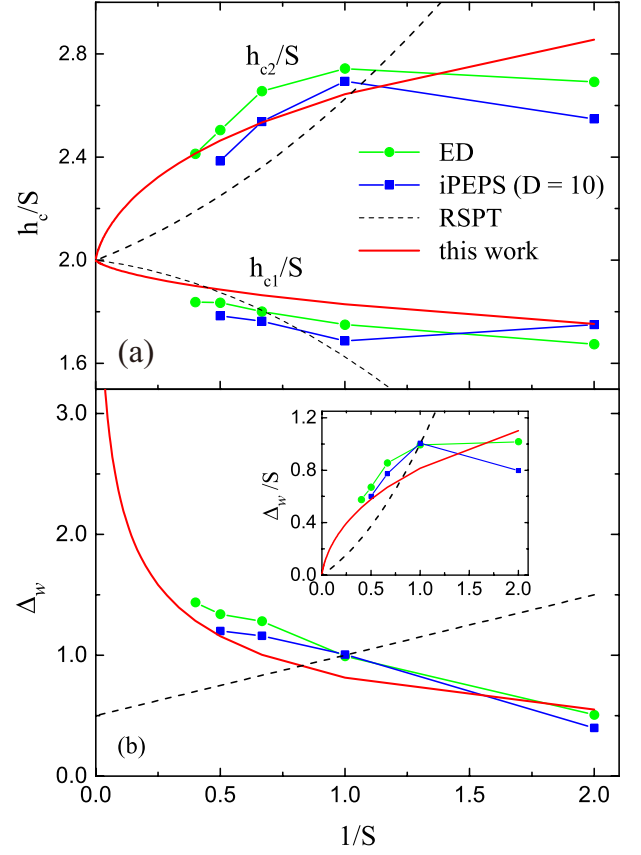 2.8
2.4
2.0
1.6
h_c/S
h_c2/S
ED
iPEPS (D = 10)
RSPT
this work
h_c1/S
(a)
3.0
2.0
1.0
0.0
Δ_w
1.2
0.8
0.4
0.0
Δ_w/S
0.0 0.5 1.0 1.5 2.0
(b)
0.0 0.5 1.0 1.5 2.0
1/S